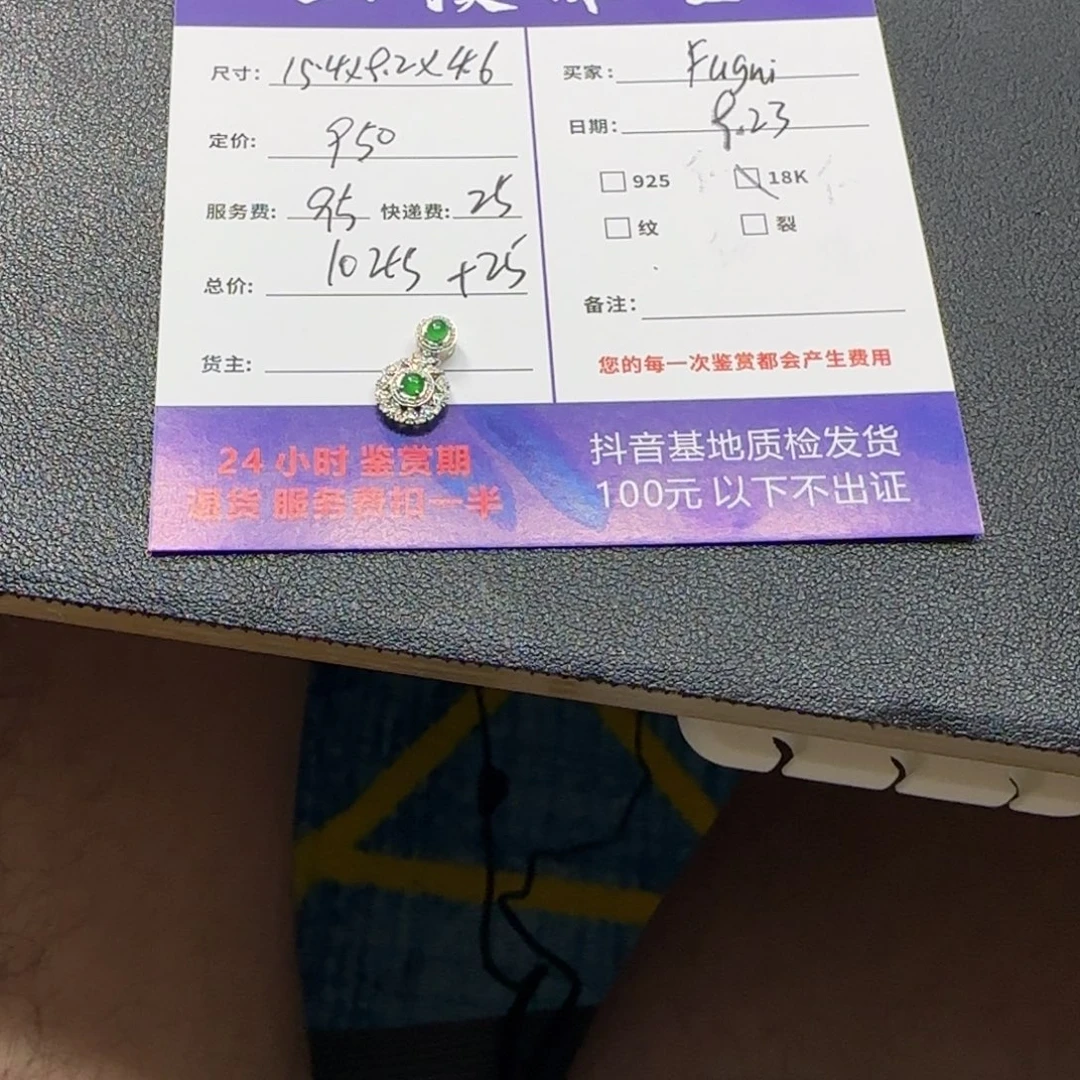 尺寸: 15.4x9.2x4.6
定价: 950
服务费: 95 快递费: 25
总价: +25
货主:
买家: Fugui
日期: 9.23
925 18K
纹 裂
备注:
您的每一次鉴赏都会产生费用
24小时 鉴赏期
退货 服务费扣一半
抖音基地质检发货
100元 以下不出证